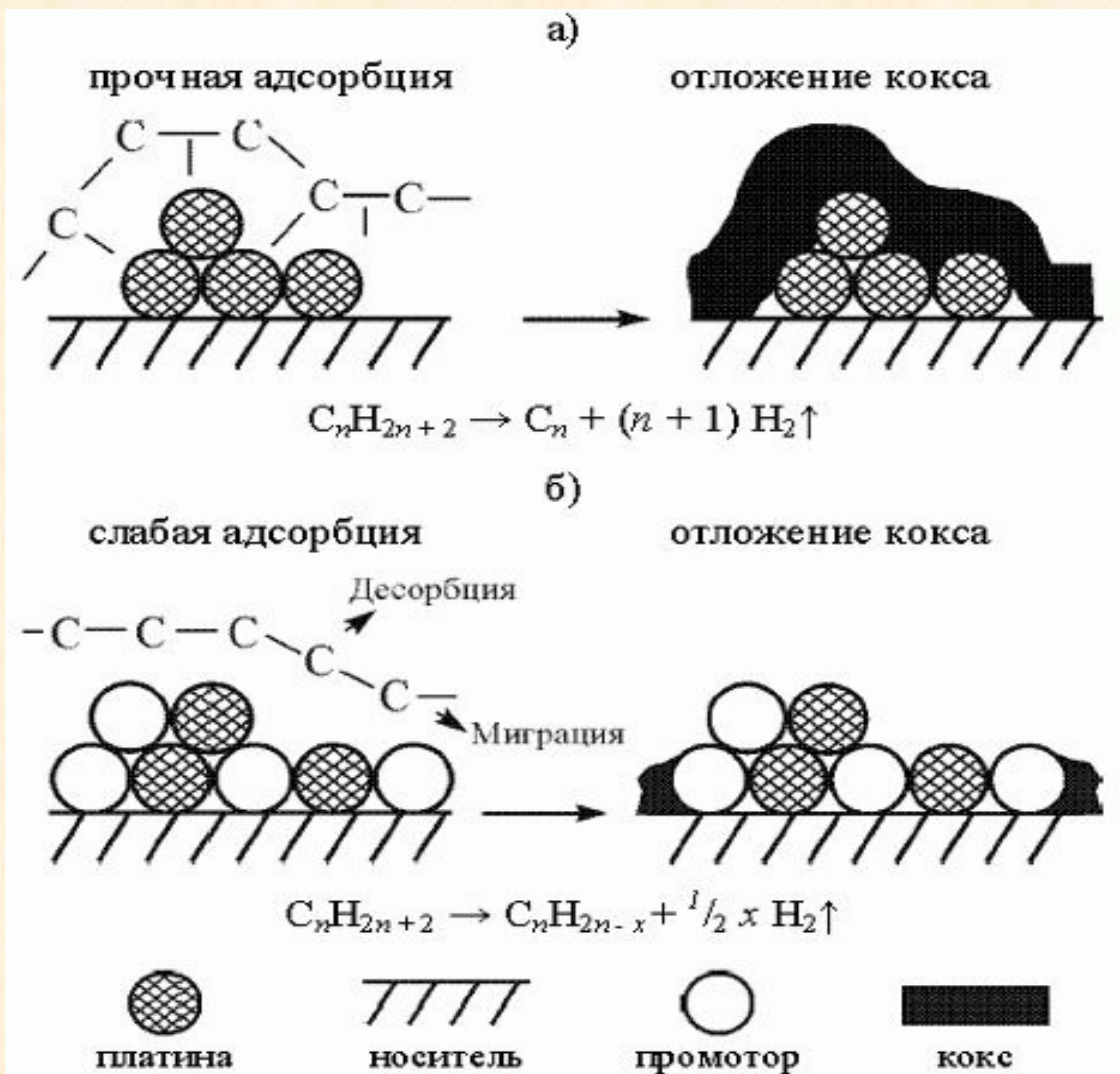 а)
прочная адсорбция отложение кокса
C C
C C C
CₙH₂ₙ₊₂ → Cₙ + (n + 1) H₂↑
б)
слабая адсорбция отложение кокса
Десорбция
C C C C C
Миграция
CₙH₂ₙ₊₂ → CₙH₂ₙ₋ₓ + ¹/₂ x H₂↑
платина носитель промотор кокс